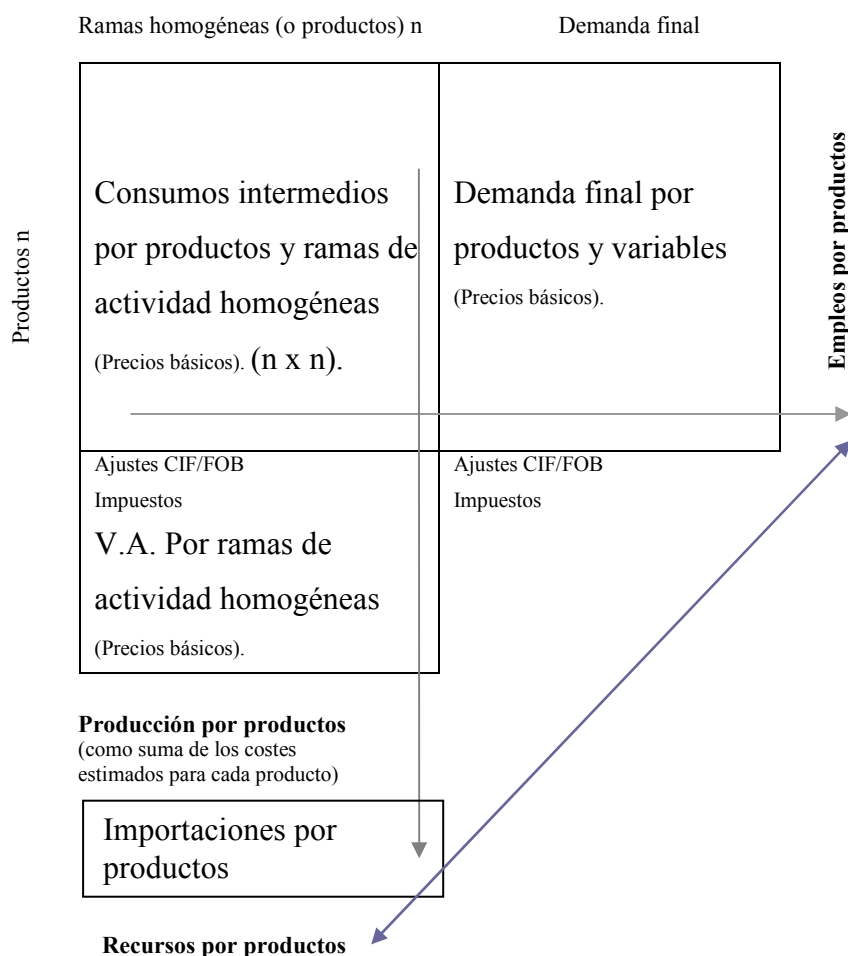 Ramas homogéneas (o productos) n
Demanda final
Productos n
Consumos intermedios
por productos y ramas de
actividad homogéneas
(Precios básicos). (n x n).
Demanda final por
productos y variables
(Precios básicos).
Empleos por productos
Ajustes CIF/FOB
Impuestos
V.A. Por ramas de
actividad homogéneas
(Precios básicos).
Ajustes CIF/FOB
Impuestos
Producción por productos
(como suma de los costes
estimados para cada producto)
Importaciones por
productos
Recursos por productos